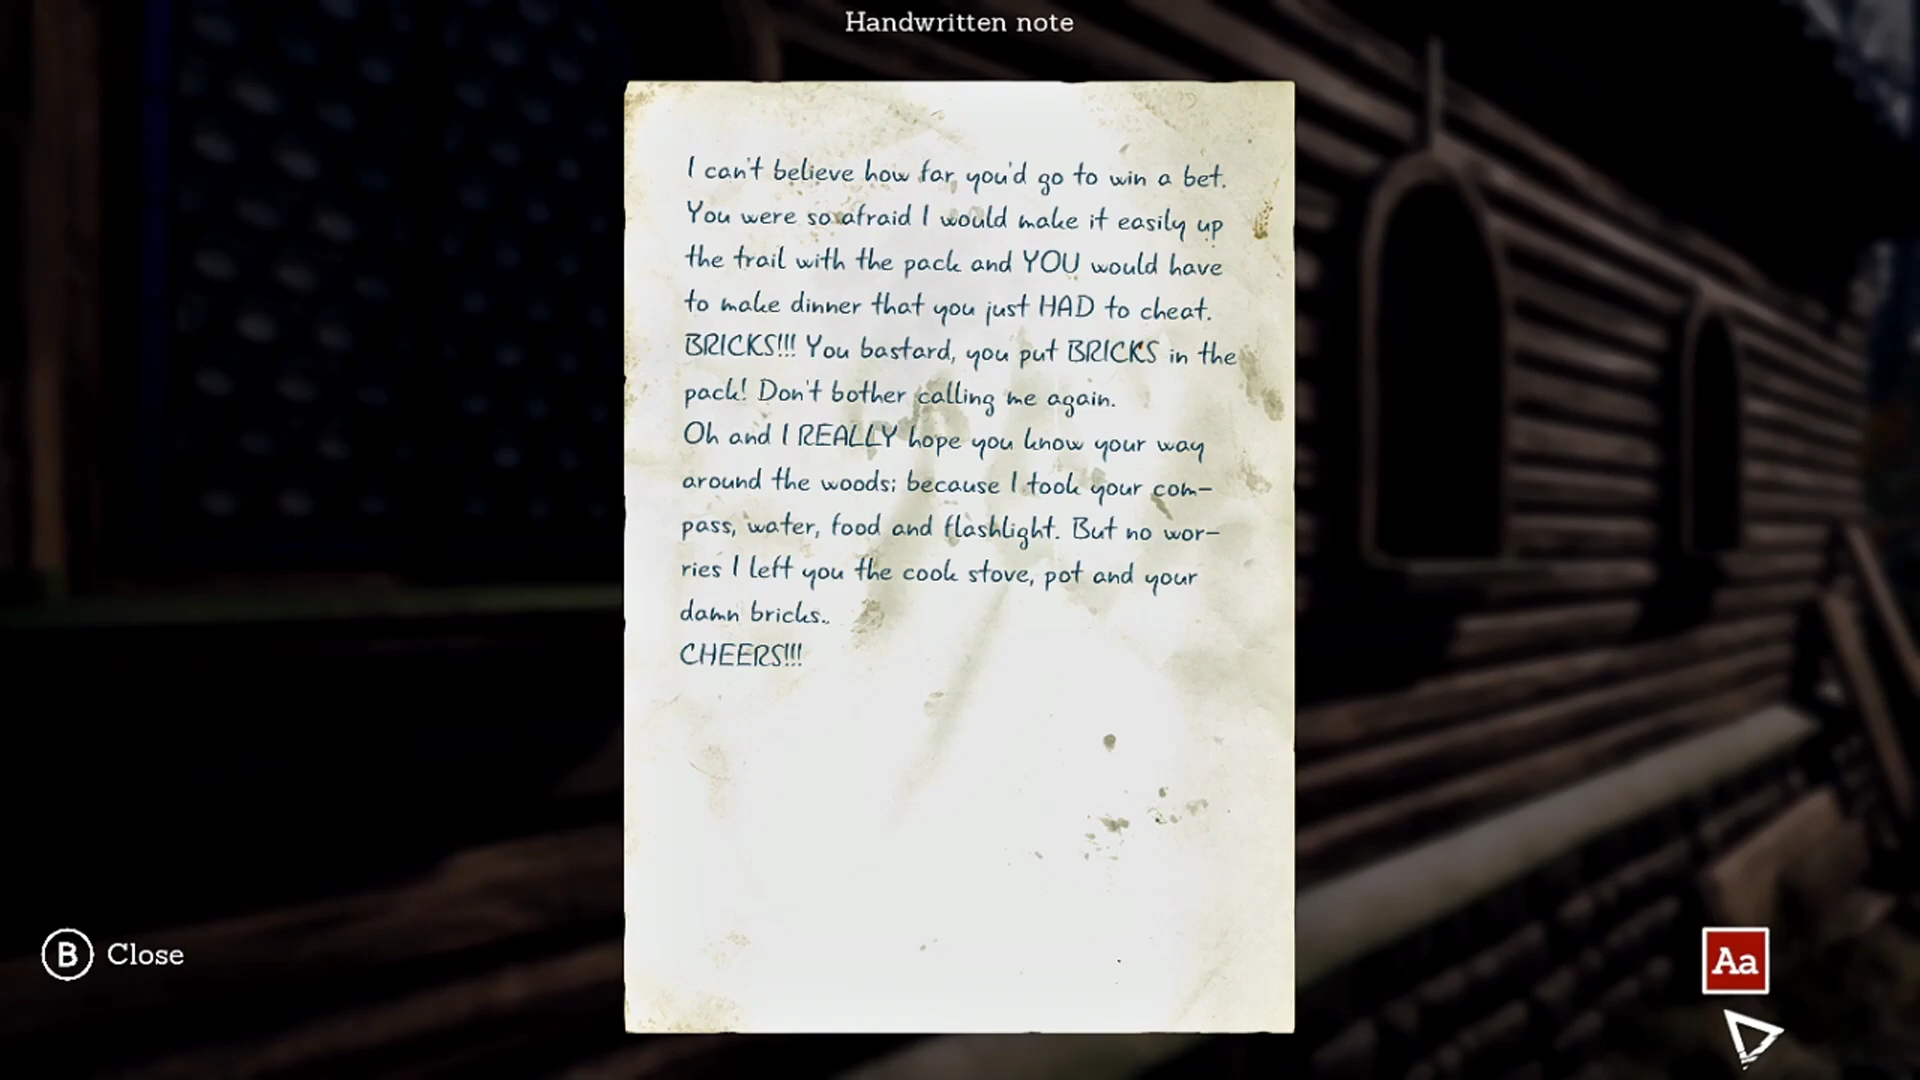 Handwritten note
I can't believe how far you'd go to win a bet.
You were so afraid I would make it easily up
the trail with the pack and YOU would have
to make dinner that you just HAD to cheat.
BRICKS!!! You bastard, you put BRICKS in the
pack! Don't bother calling me again.
Oh and I REALLY hope you know your way
around the woods; because I took your com-
pass, water, food and flashlight. But no wor-
ries I left you the cook stove, pot and your
damn bricks..
CHEERS!!!
B Close
Aa